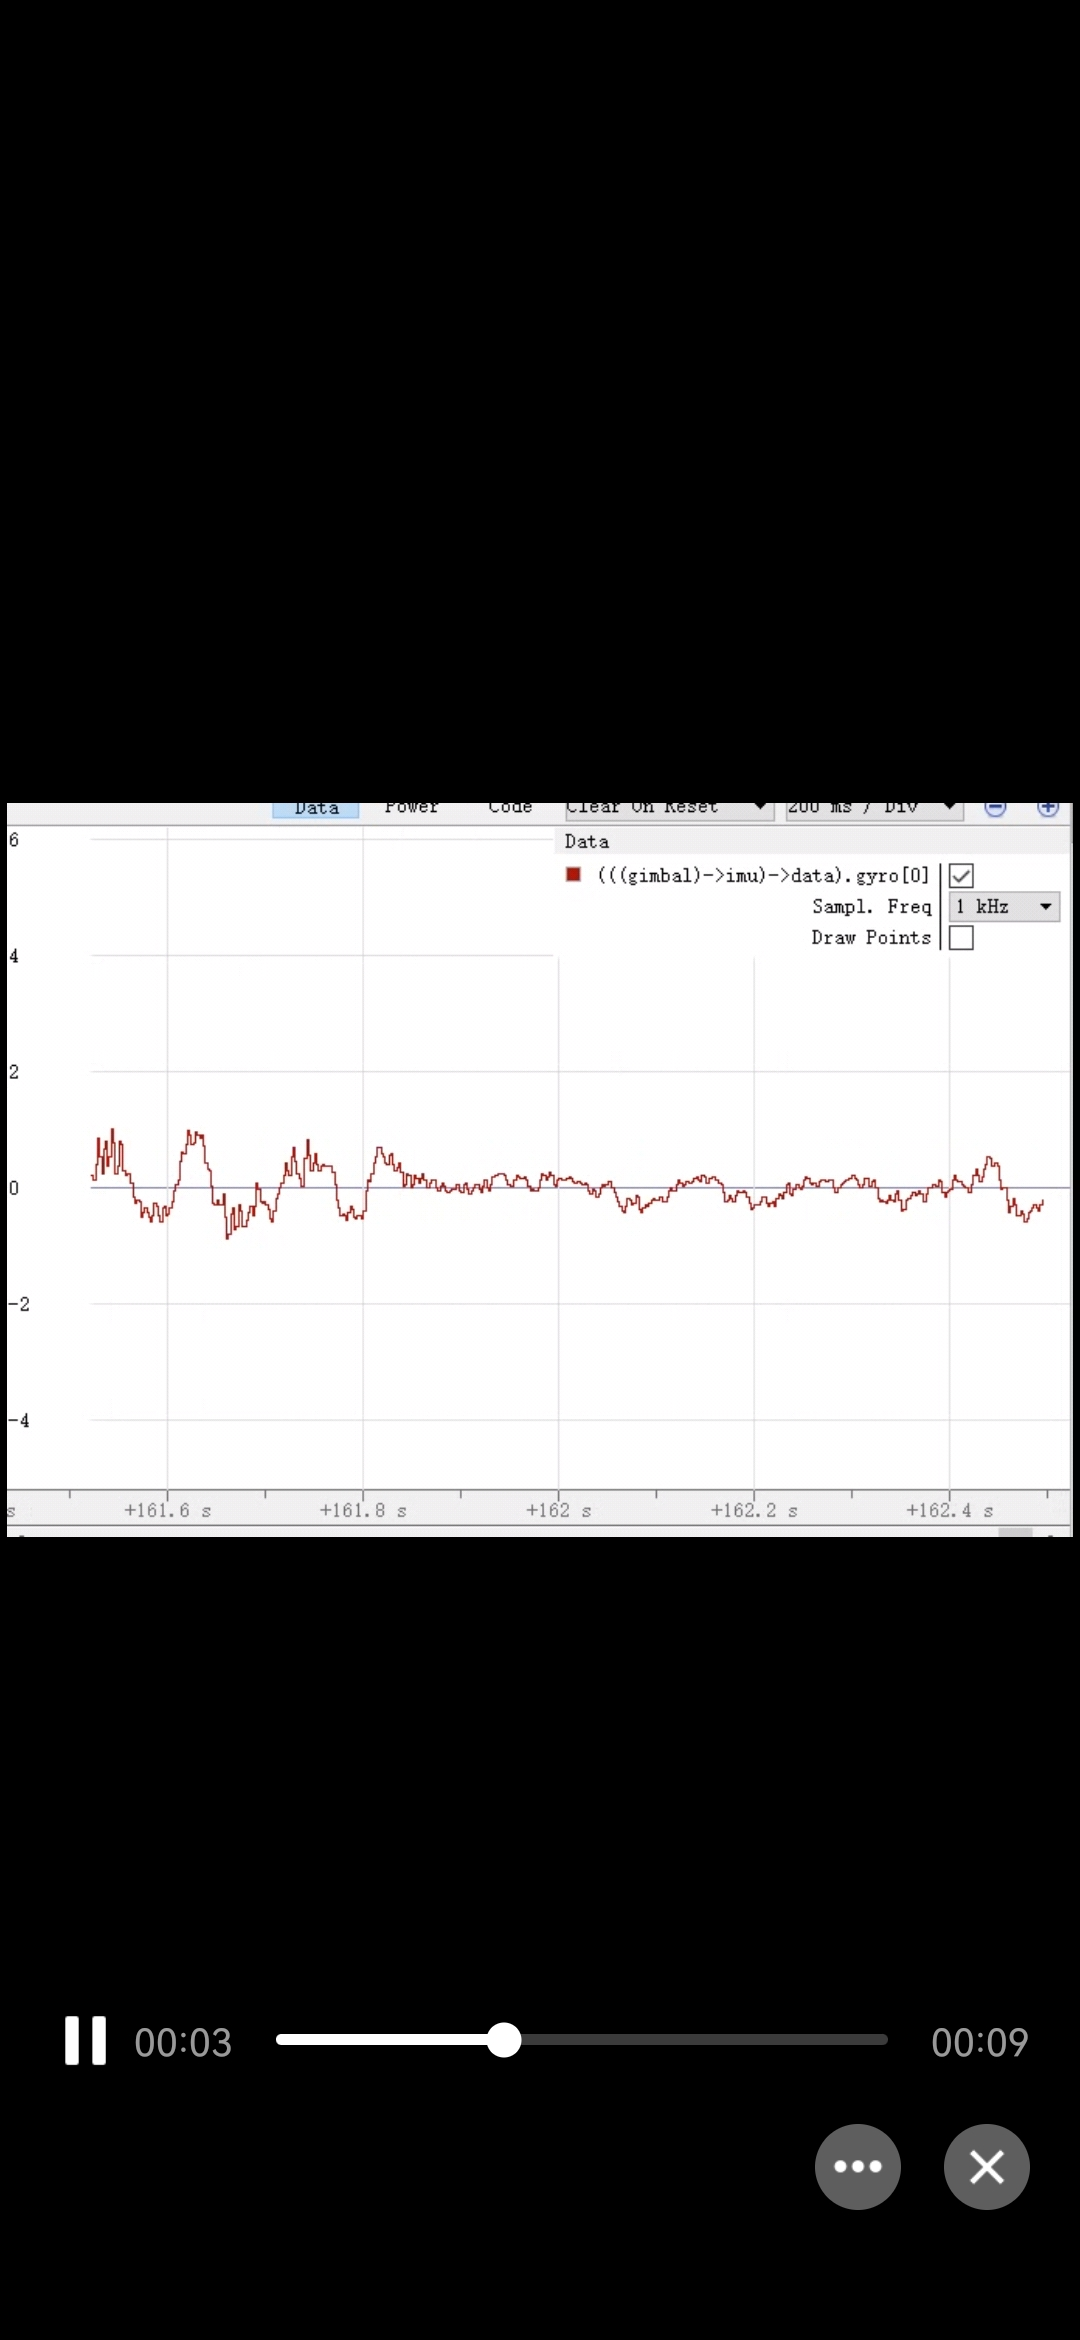 Data Power Code Clear On Reset 200 ms / Div
6
Data
(((gimbal)->imu)->data).gyro[0]
Sampl. Freq 1 kHz
Draw Points
4
2
0
-2
-4
s +161.6 s +161.8 s +162 s +162.2 s +162.4 s
00:03 00:09